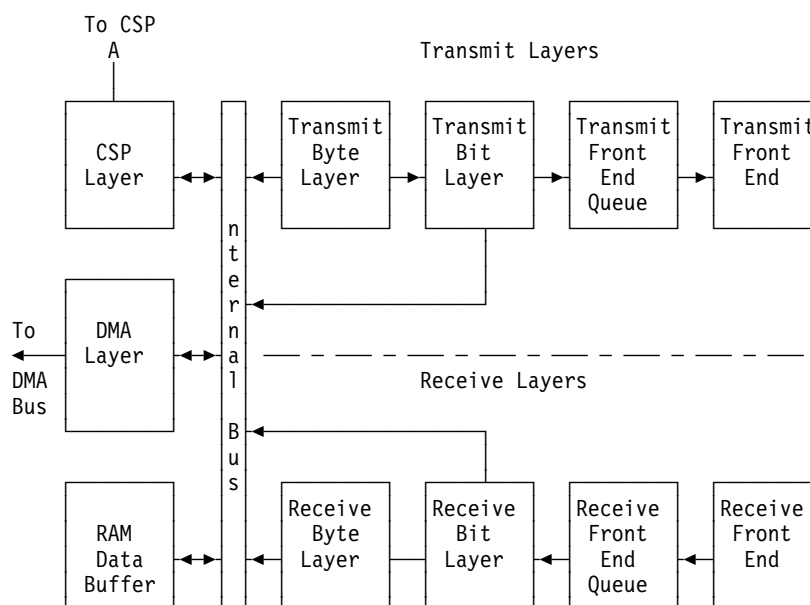 To CSP
A
Transmit Layers
CSP
Layer
Transmit
Byte
Layer
Transmit
Bit
Layer
Transmit
Front
End
Queue
Transmit
Front
End
nternal Bus
To
DMA
Bus
DMA
Layer
Receive Layers
RAM
Data
Buffer
Receive
Byte
Layer
Receive
Bit
Layer
Receive
Front
End
Queue
Receive
Front
End